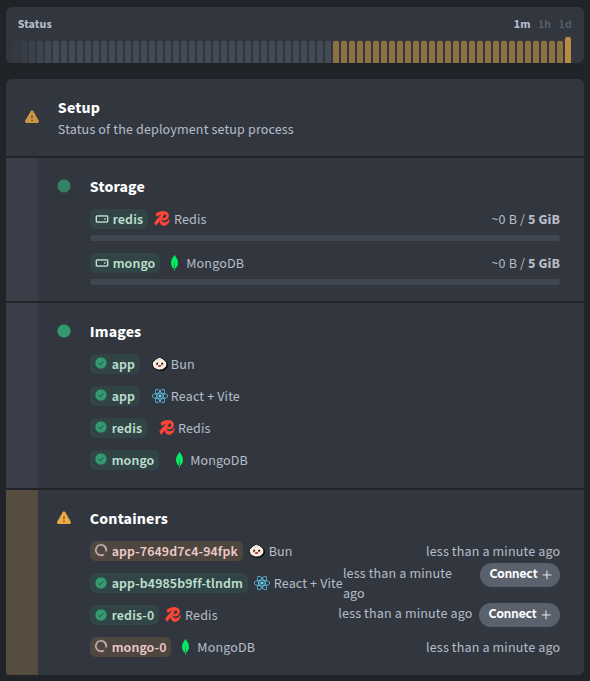 Status 1m 1h 1d
Setup
Status of the deployment setup process
Storage
redis Redis ~0 B / 5 GiB
mongo MongoDB ~0 B / 5 GiB
Images
app Bun
app React + Vite
redis Redis
mongo MongoDB
Containers
app-7649d7c4-94fpk Bun less than a minute ago
app-b4985b9ff-tlndm React + Vite less than a minute ago Connect +
redis-0 Redis less than a minute ago Connect +
mongo-0 MongoDB less than a minute ago